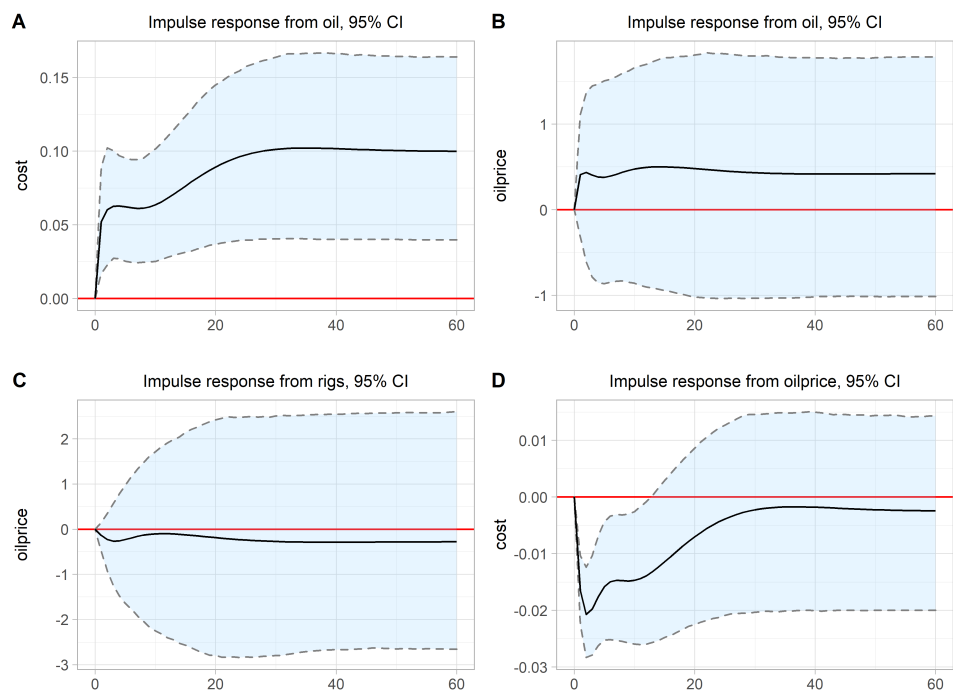 A
Impulse response from oil, 95% CI
cost
0.15
0.10
0.05
0.00
0
20
40
60
B
Impulse response from oil, 95% CI
oilprice
1
0
-1
0
20
40
60
C
Impulse response from rigs, 95% CI
oilprice
2
1
0
-1
-2
-3
0
20
40
60
D
Impulse response from oilprice, 95% CI
cost
0.01
0.00
-0.01
-0.02
-0.03
0
20
40
60